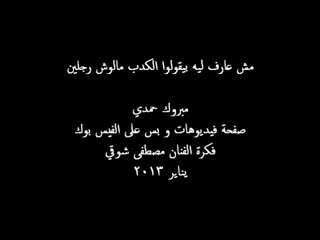 مش عارف ليه بيقولوا الكدب مالوش رجلين
مبروك حمدي
صفحة فيديوهات و بس على الفيس بوك
فكرة الفنان مصطفى شوقي
يناير ٢٠١٣